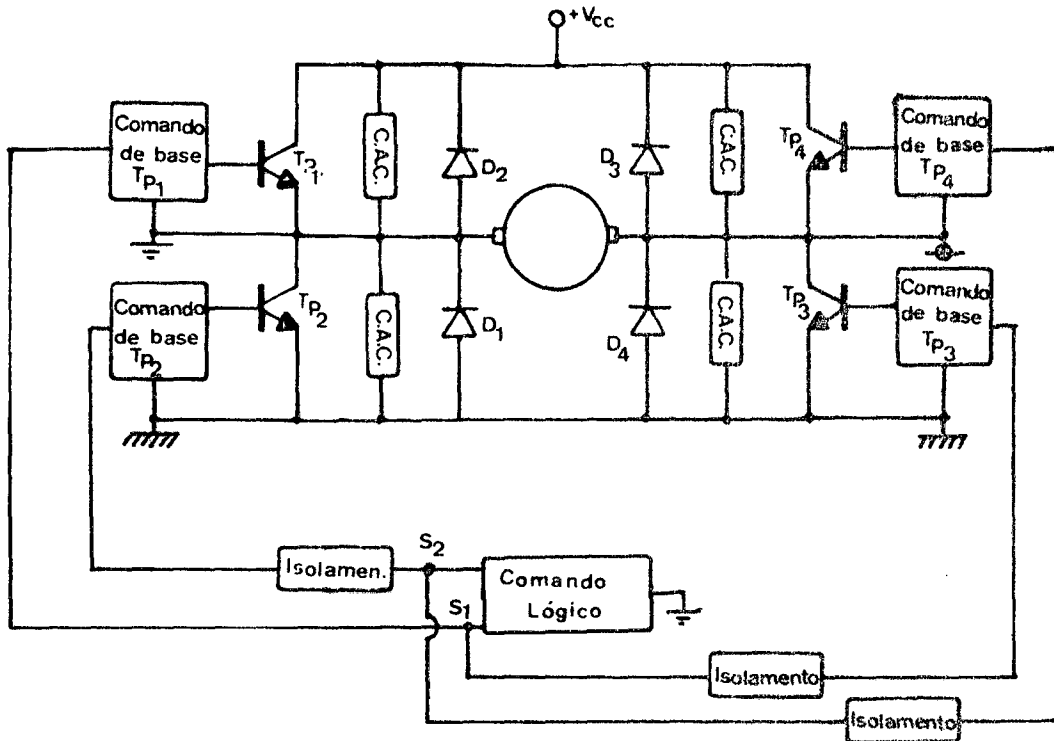 +Vcc
Comando
de base
TP1
TP1
C.A.C.
D2
D3
C.A.C.
TP4
Comando
de base
TP4
Comando
de base
TP2
TP2
C.A.C.
D1
D4
C.A.C.
TP3
Comando
de base
TP3
Isolamen.
S2
S1
Comando
Lógico
Isolamento
Isolamento